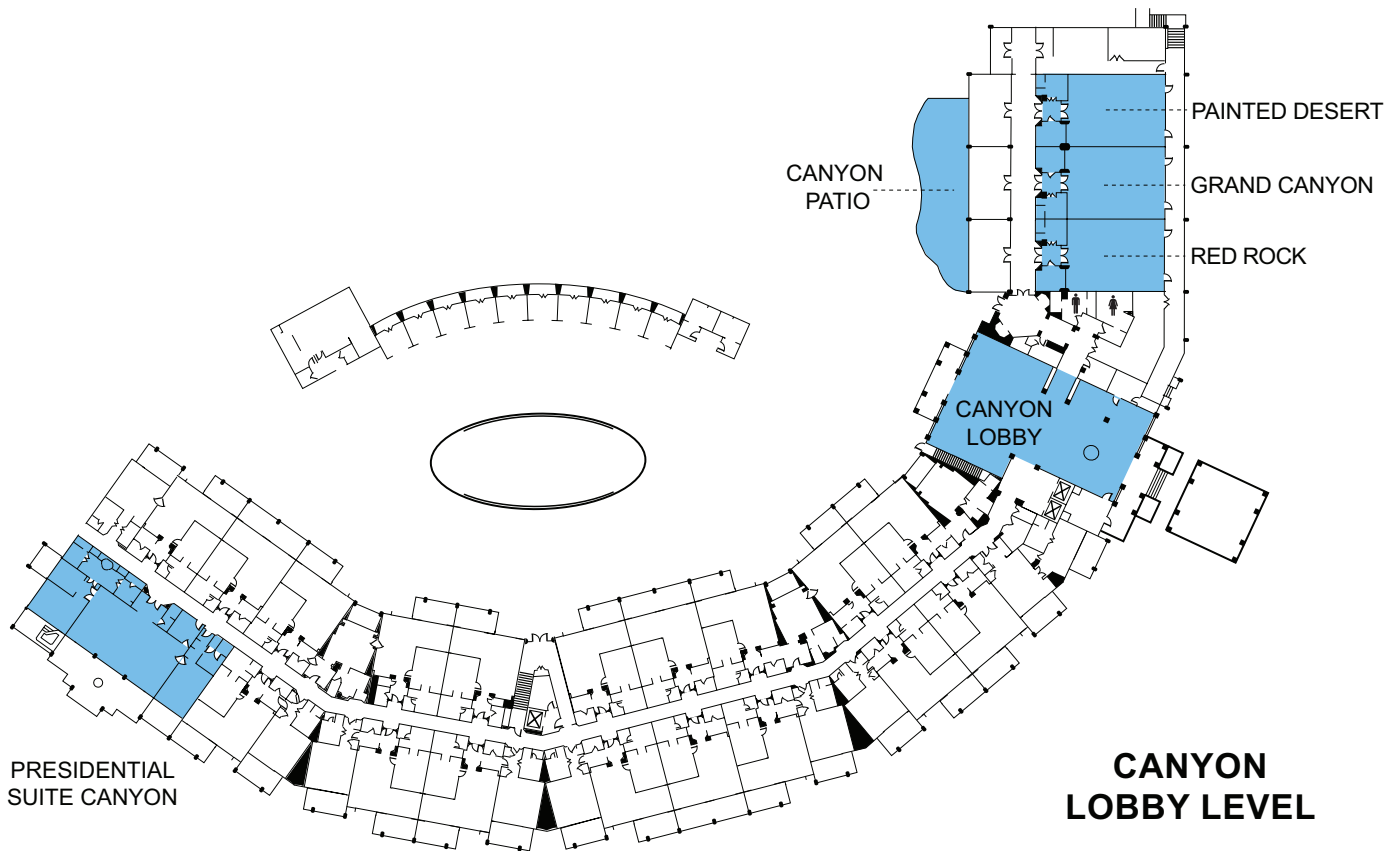 PAINTED DESERT
CANYON
PATIO
GRAND CANYON
RED ROCK
CANYON
LOBBY
PRESIDENTIAL
SUITE CANYON
CANYON
LOBBY LEVEL